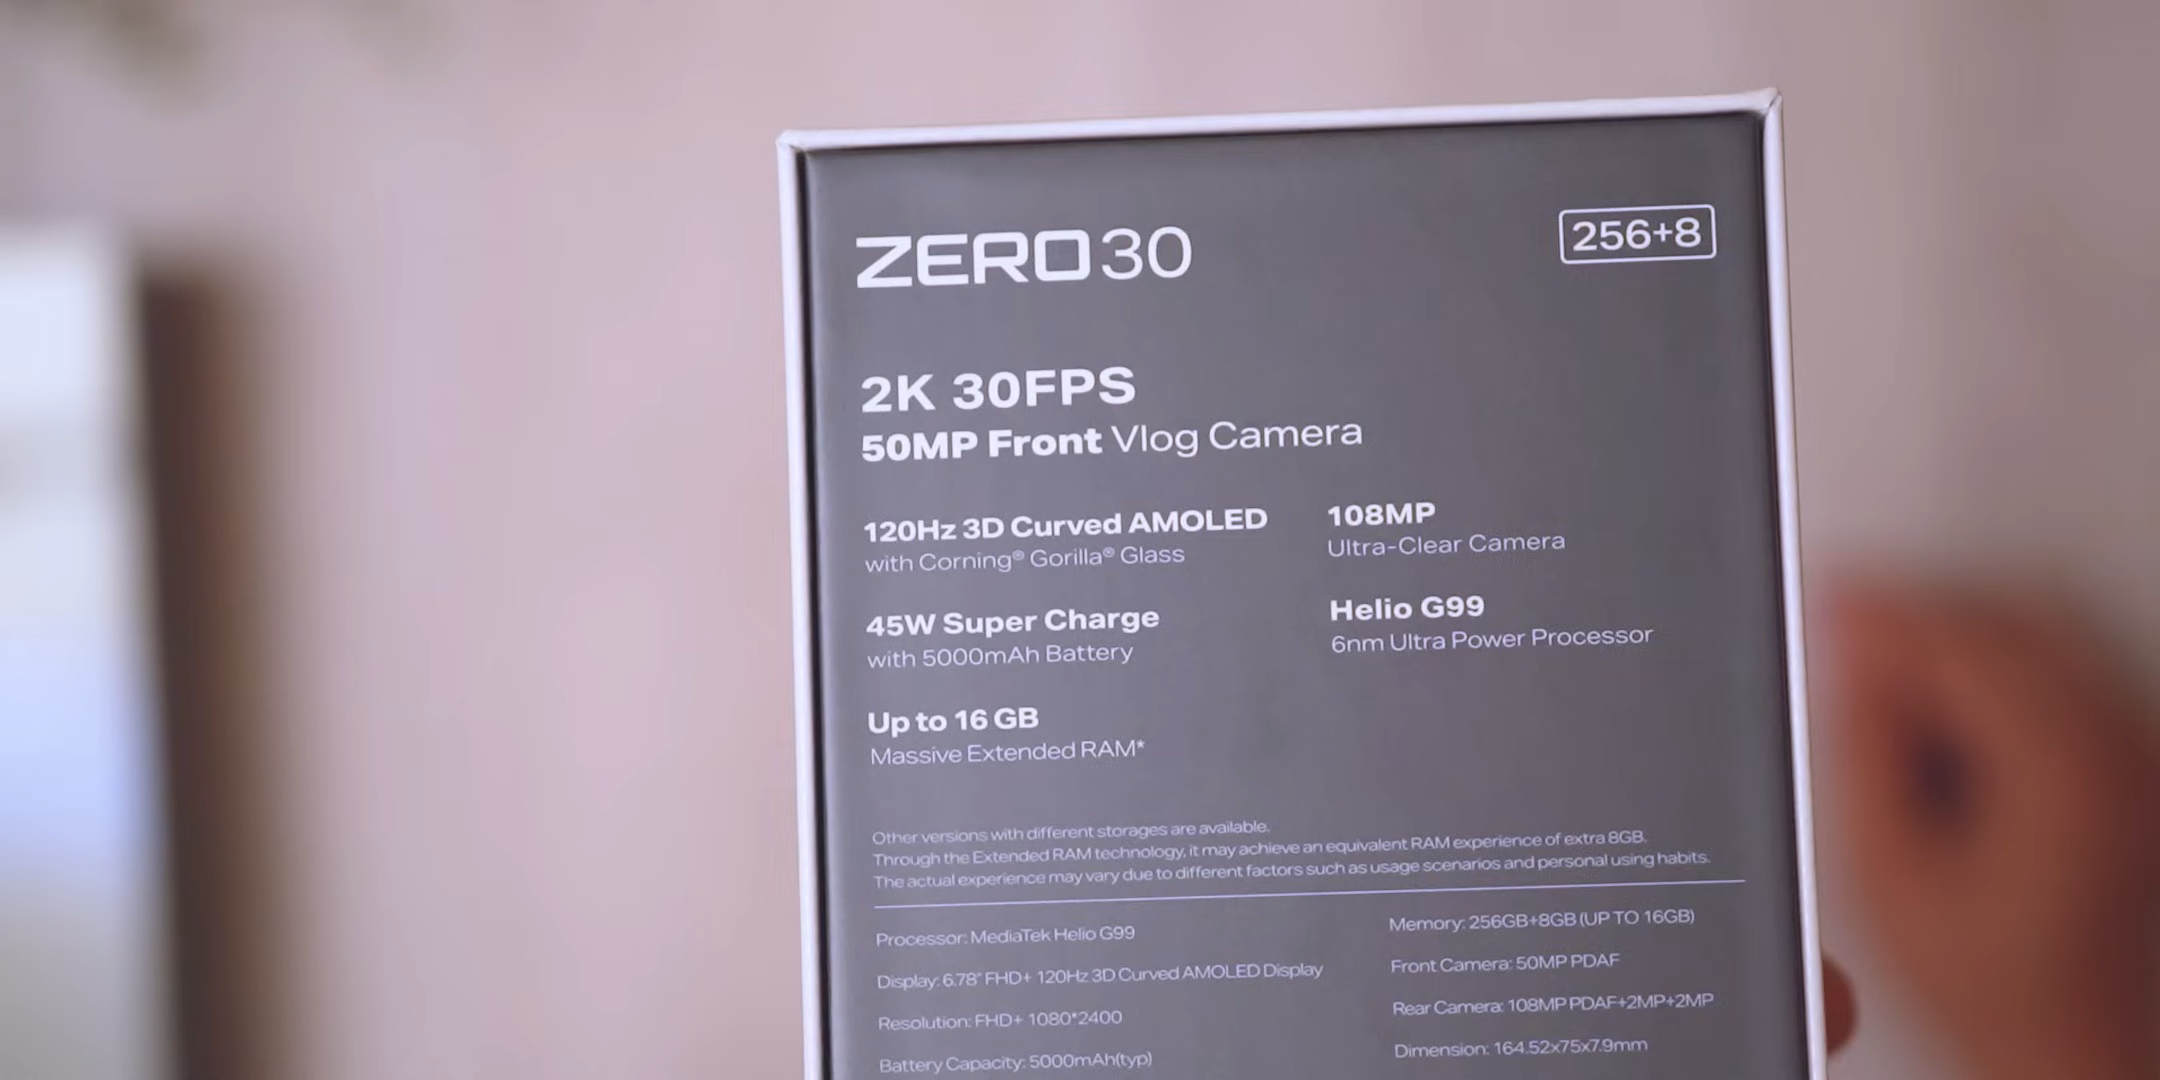 ZERO 30
256+8
2K 30FPS
50MP Front Vlog Camera
120Hz 3D Curved AMOLED
with Corning® Gorilla® Glass
108MP
Ultra-Clear Camera
45W Super Charge
with 5000mAh Battery
Helio G99
6nm Ultra Power Processor
Up to 16 GB
Massive Extended RAM*
Other versions with different storages are available.
Through the Extended RAM technology, it may achieve an equivalent RAM experience of extra 8GB.
The actual experience may vary due to different factors such as usage scenarios and personal using habits.
Processor: MediaTek Helio G99
Display: 6.78" FHD+ 120Hz 3D Curved AMOLED Display
Resolution: FHD+ 1080*2400
Battery Capacity: 5000mAh(typ)
Memory: 256GB+8GB (UP TO 16GB)
Front Camera: 50MP PDAF
Rear Camera: 108MP PDAF+2MP+2MP
Dimension: 164.52x75x7.9mm